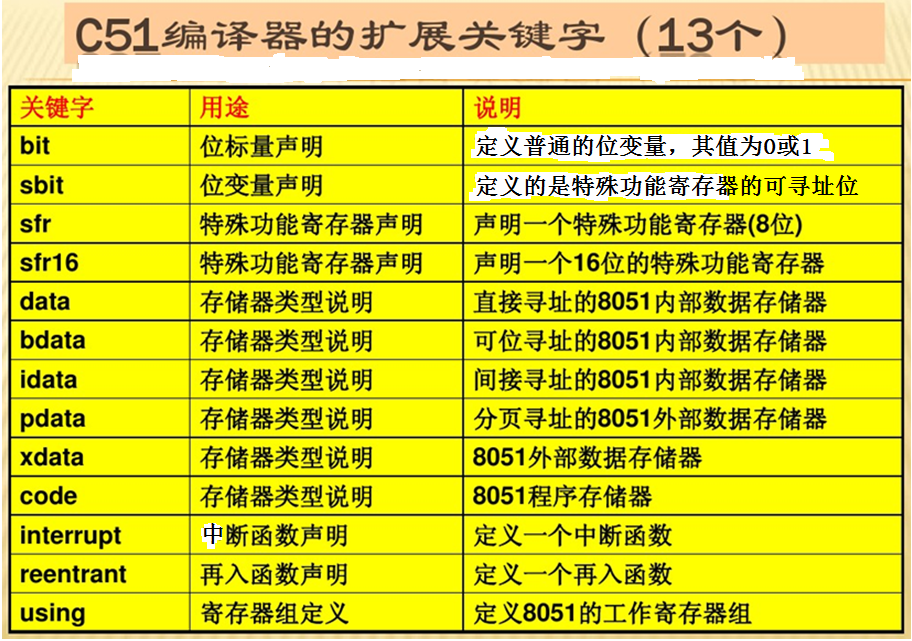 C51编译器的扩展关键字（13个）
关键字 用途 说明
bit 位标量声明 定义普通的位变量，其值为0或1
sbit 位变量声明 定义的是特殊功能寄存器的可寻址位
sfr 特殊功能寄存器声明 声明一个特殊功能寄存器(8位)
sfr16 特殊功能寄存器声明 声明一个16位的特殊功能寄存器
data 存储器类型说明 直接寻址的8051内部数据存储器
bdata 存储器类型说明 可位寻址的8051内部数据存储器
idata 存储器类型说明 间接寻址的8051内部数据存储器
pdata 存储器类型说明 分页寻址的8051外部数据存储器
xdata 存储器类型说明 8051外部数据存储器
code 存储器类型说明 8051程序存储器
interrupt 中断函数声明 定义一个中断函数
reentrant 再入函数声明 定义一个再入函数
using 寄存器组定义 定义8051的工作寄存器组